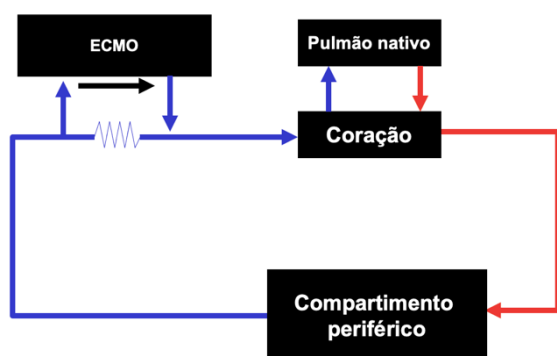 ECMO
Pulmão nativo
Coração
Compartimento
periférico